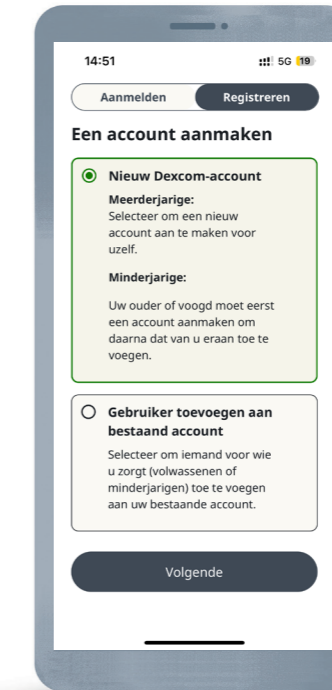 14:51 5G 19
Aanmelden Registreren
Een account aanmaken
Nieuw Dexcom-account
Meerderjarige:
Selecteer om een nieuw
account aan te maken voor
uzelf.
Minderjarige:
Uw ouder of voogd moet eerst
een account aanmaken om
daarna dat van u eraan toe te
voegen.
Gebruiker toevoegen aan
bestaand account
Selecteer om iemand voor wie
u zorgt (volwassenen of
minderjarigen) toe te voegen
aan uw bestaande account.
Volgende